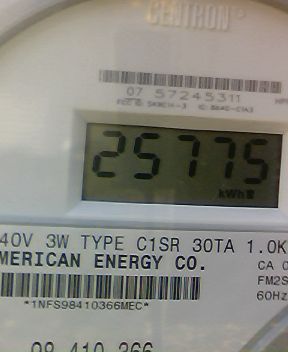 CENTRON®
07 57245311
25775
kWh
40V 3W TYPE C1SR 30TA 1.0K
MERICAN ENERGY CO.
CA 0
FM2S
60Hz
*1NFS98410366MEC*
98 410 366